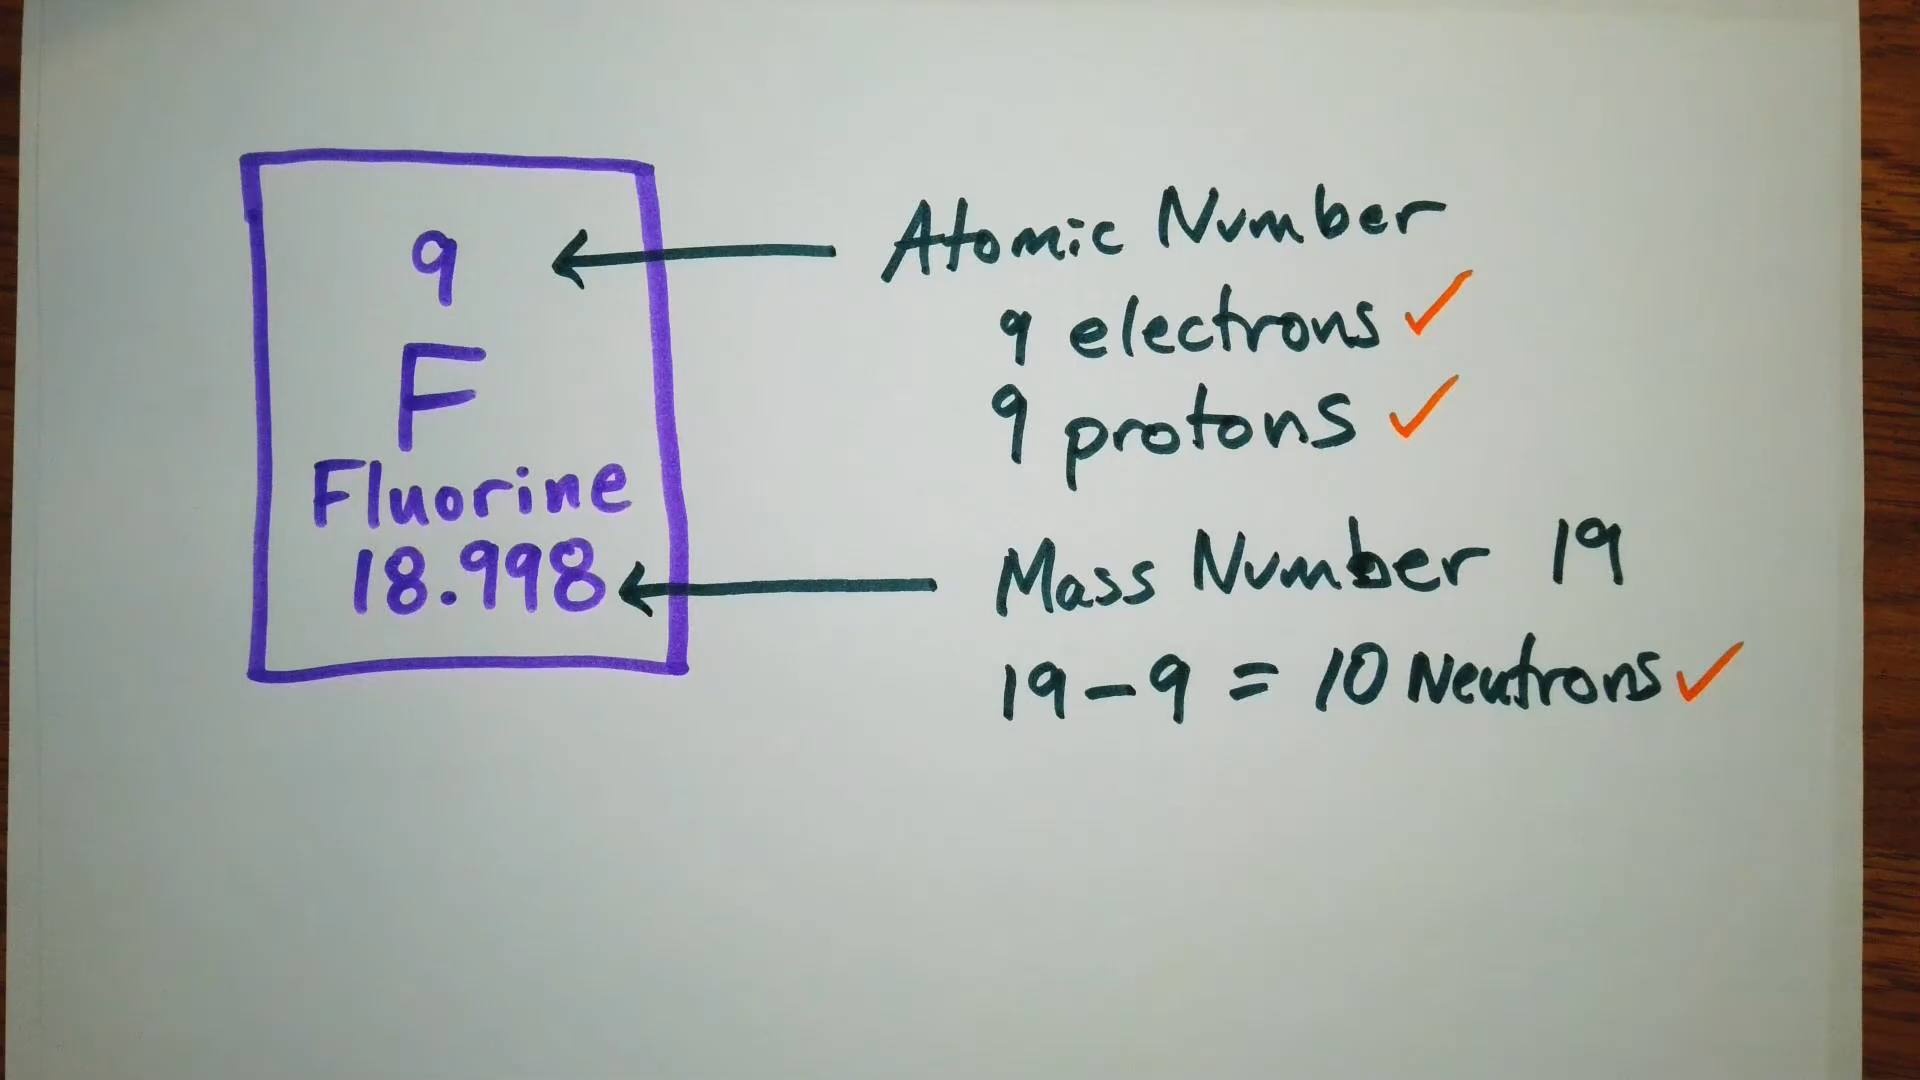 9
F
Fluorine
18.998
Atomic Number
9 electrons ✓
9 protons ✓
Mass Number 19
19 - 9 = 10 Neutrons ✓